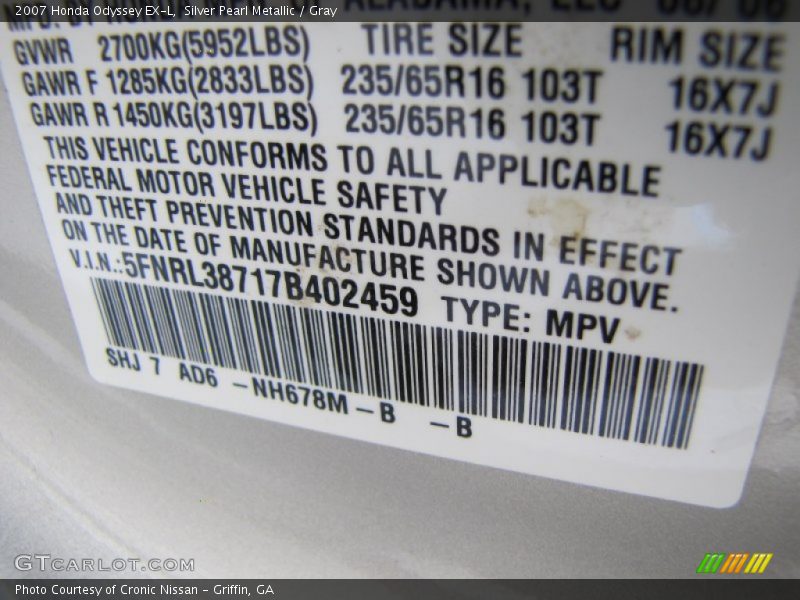 2007 Honda Odyssey EX-L, Silver Pearl Metallic / Gray
GVWR 2700KG(5952LBS) TIRE SIZE RIM SIZE
GAWR F 1285KG(2833LBS) 235/65R16 103T 16X7J
GAWR R 1450KG(3197LBS) 235/65R16 103T 16X7J
THIS VEHICLE CONFORMS TO ALL APPLICABLE
FEDERAL MOTOR VEHICLE SAFETY
AND THEFT PREVENTION STANDARDS IN EFFECT
ON THE DATE OF MANUFACTURE SHOWN ABOVE.
V.I.N.:5FNRL38717B402459 TYPE: MPV
SHJ 7 AD6 -NH678M-B -B
GTCARLOT.COM
Photo Courtesy of Cronic Nissan - Griffin, GA